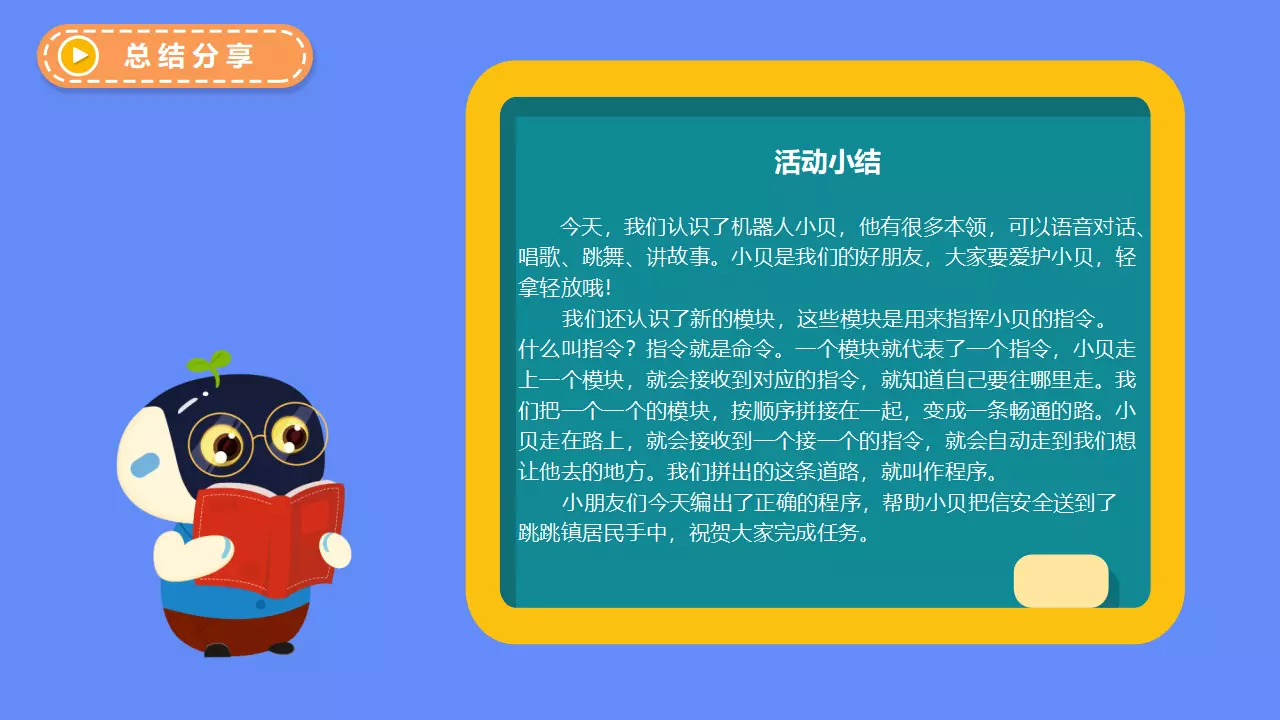 总结分享
活动小结
今天，我们认识了机器人小贝，他有很多本领，可以语音对话、
唱歌、跳舞、讲故事。小贝是我们的好朋友，大家要爱护小贝，轻
拿轻放哦！
我们还认识了新的模块，这些模块是用来指挥小贝的指令。
什么叫指令？指令就是命令。一个模块就代表了一个指令，小贝走
上一个模块，就会接收到对应的指令，就知道自己要往哪里走。我
们把一个一个的模块，按顺序拼接在一起，变成一条畅通的路。小
贝走在路上，就会接收到一个接一个的指令，就会自动走到我们想
让他去的地方。我们拼出的这条道路，就叫作程序。
小朋友们今天编出了正确的程序，帮助小贝把信安全送到了
跳跳镇居民手中，祝贺大家完成任务。